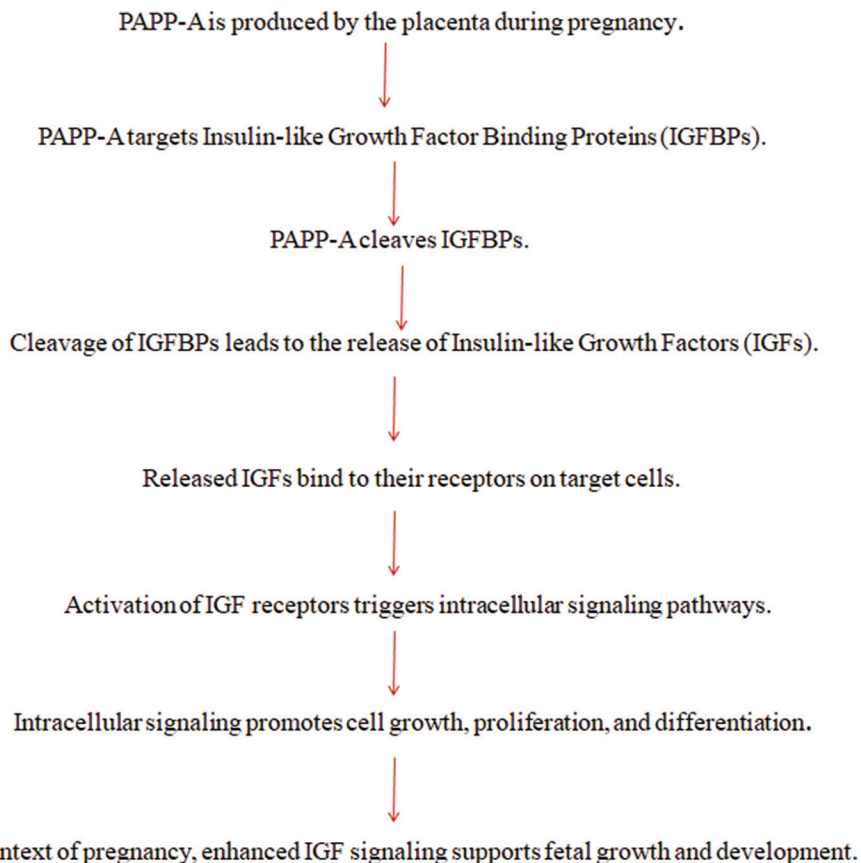 PAPP-A is produced by the placenta during pregnancy.
PAPP-A targets Insulin-like Growth Factor Binding Proteins (IGFBPs).
PAPP-A cleaves IGFBPs.
Cleavage of IGFBPs leads to the release of Insulin-like Growth Factors (IGFs).
Released IGFs bind to their receptors on target cells.
Activation of IGF receptors triggers intracellular signaling pathways.
Intracellular signaling promotes cell growth, proliferation, and differentiation.
ntext of pregnancy, enhanced IGF signaling supports fetal growth and development.